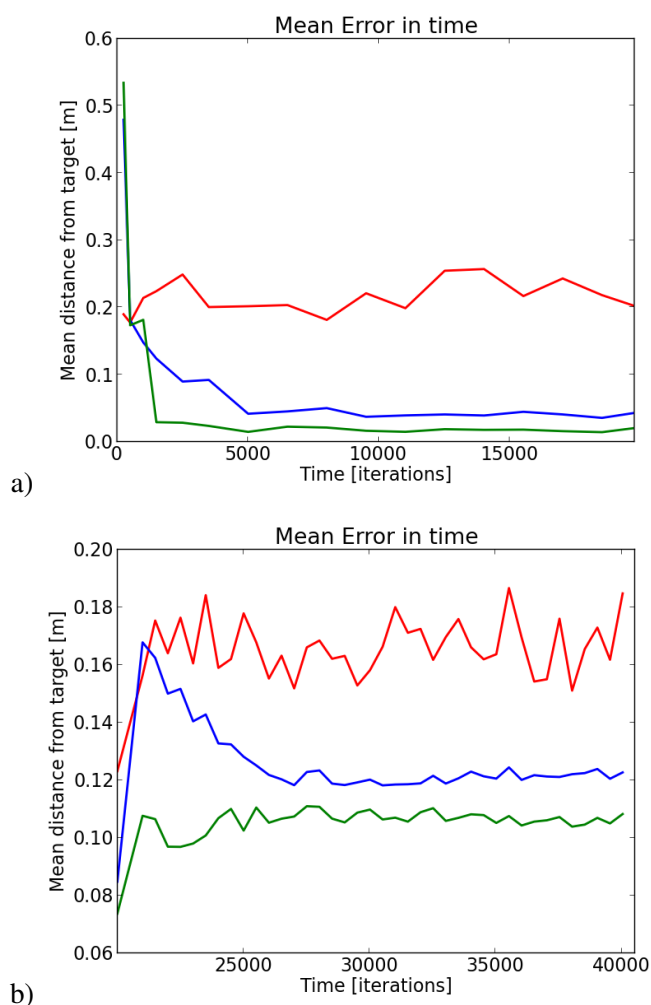 Mean Error in time
0.6
0.5
0.4
0.3
0.2
0.1
0.0
Mean distance from target [m]
0 5000 10000 15000
Time [iterations]
a)
Mean Error in time
0.20
0.18
0.16
0.14
0.12
0.10
0.08
0.06
Mean distance from target [m]
25000 30000 35000 40000
Time [iterations]
b)